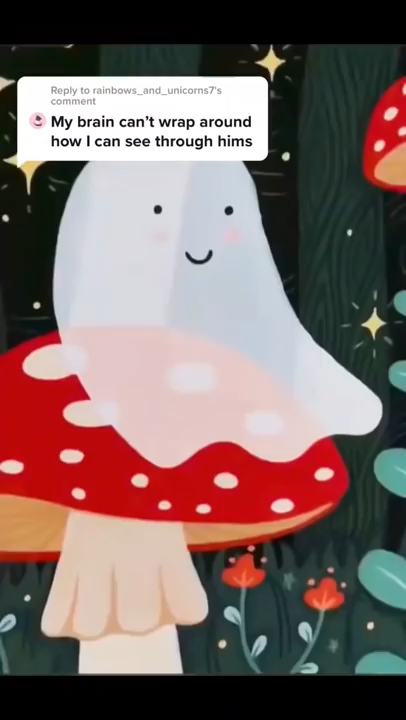 Reply to rainbows_and_unicorns7's
comment
My brain can't wrap around
how I can see through hims